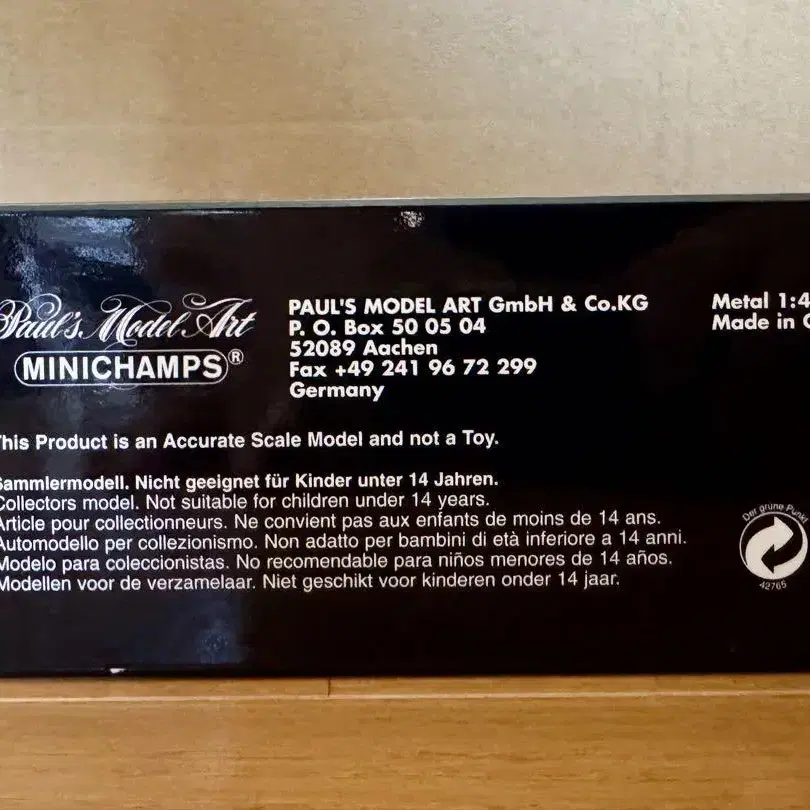 Paul's Model Art
MINICHAMPS®
PAUL'S MODEL ART GmbH & Co.KG
P. O. Box 50 05 04
52089 Aachen
Fax +49 241 96 72 299
Germany
Metal 1:4
Made in
This Product is an Accurate Scale Model and not a Toy.
Sammlermodell. Nicht geeignet für Kinder unter 14 Jahren.
Collectors model. Not suitable for children under 14 years.
Article pour collectionneurs. Ne convient pas aux enfants de moins de 14 ans.
Automodello per collezionismo. Non adatto per bambini di età inferiore a 14 anni.
Modelo para coleccionistas. No recomendable para niños menores de 14 años.
Modellen voor de verzamelaar. Niet geschikt voor kinderen onder 14 jaar.
Der grüne Punkt
42765